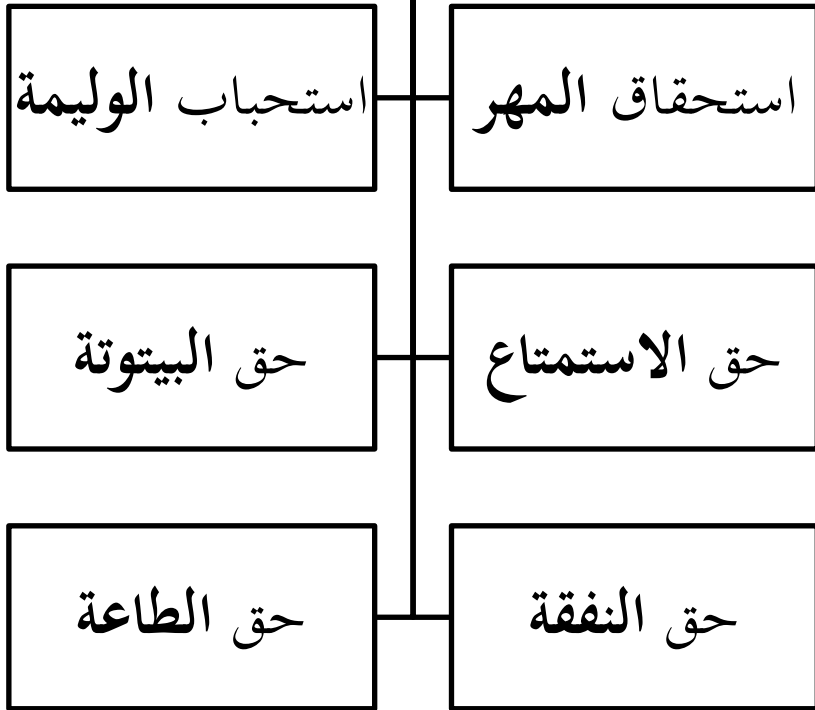 استحقاق المهر
استحباب الوليمة
حق الاستمتاع
حق البيتوتة
حق النفقة
حق الطاعة